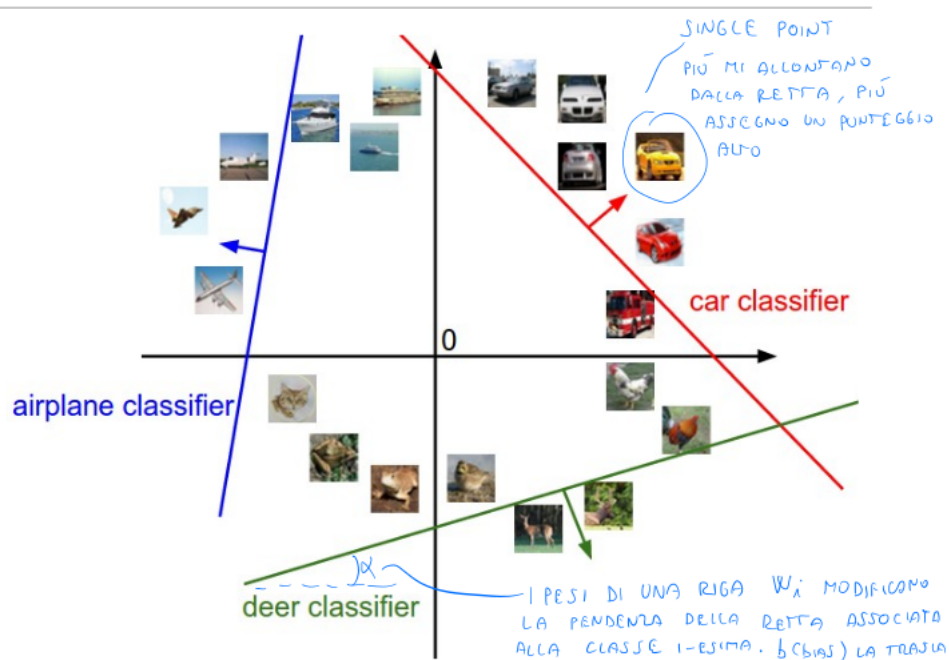 SINGLE POINT
PIÙ MI ALLONTANO
DALLA RETTA, PIÙ
ASSEGNO UN PUNTEGGIO
ALTO
car classifier
0
airplane classifier
α
deer classifier
I PESI DI UNA RIGA Wi MODIFICANO
LA PENDENZA DELLA RETTA ASSOCIATA
ALLA CLASSE i-ESIMA. b(BIAS) LA TRASLA